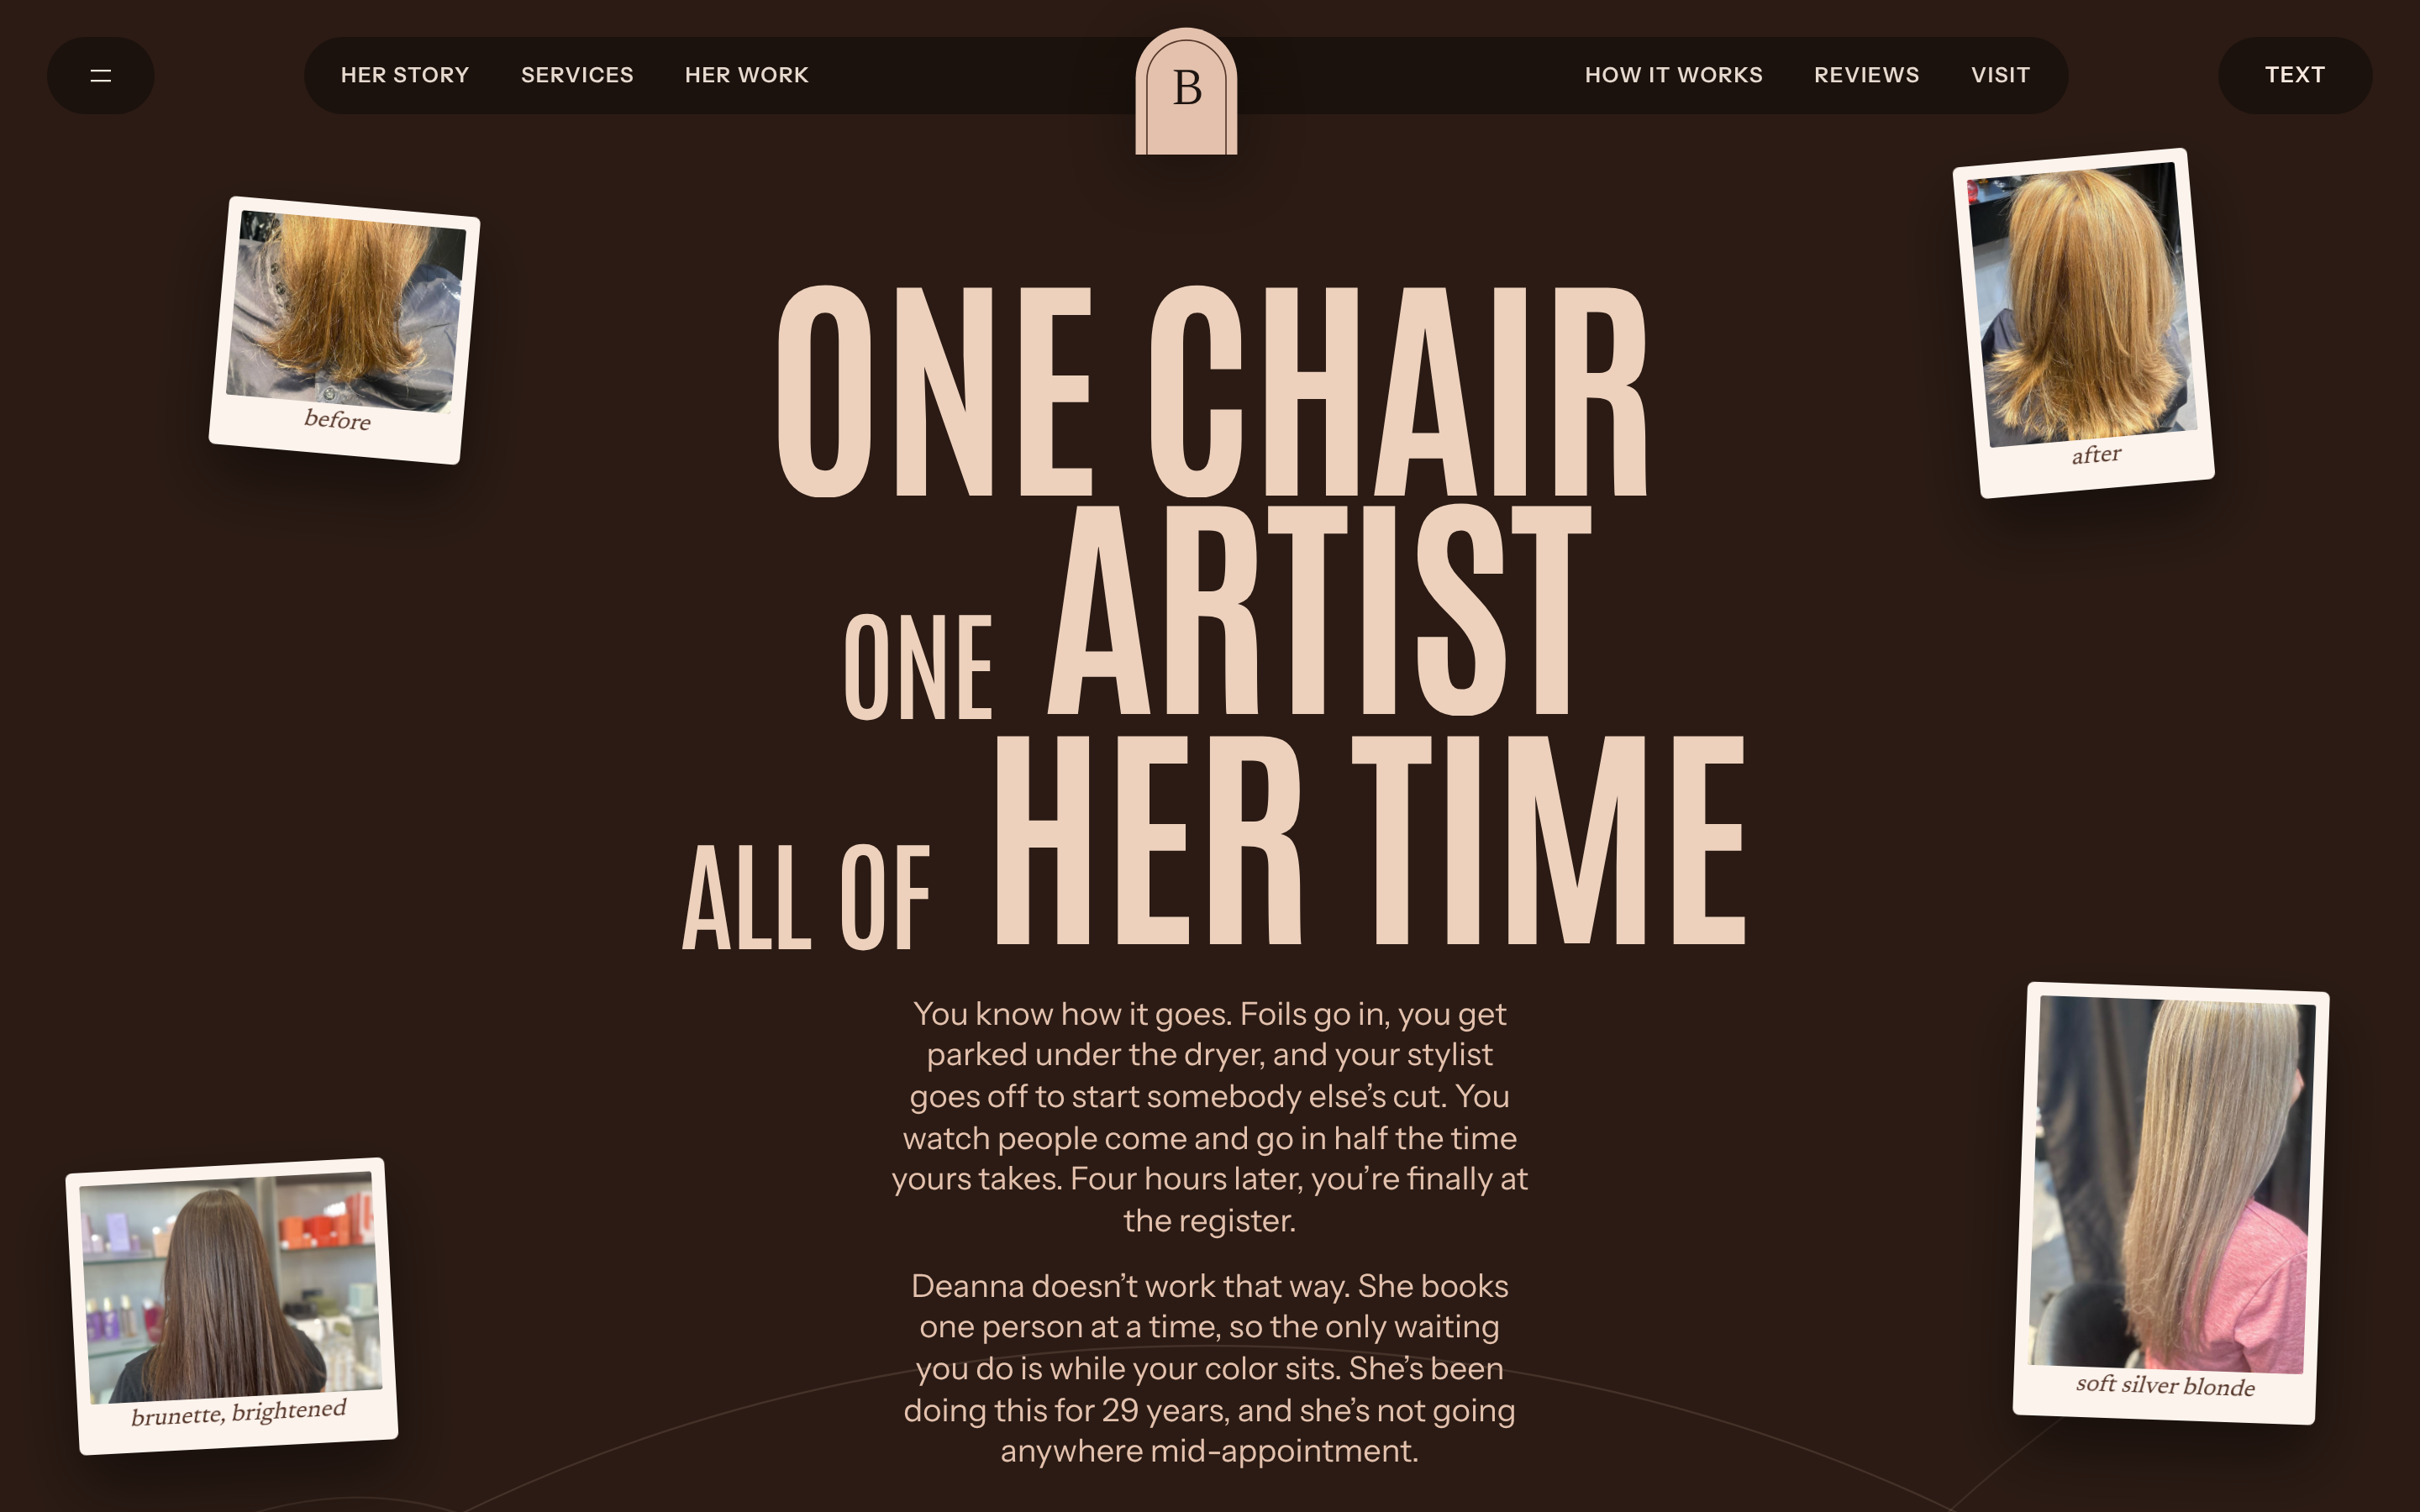 HER STORY SERVICES HER WORK B HOW IT WORKS REVIEWS VISIT TEXT
before
after
ONE CHAIR
ONE ARTIST
ALL OF HER TIME
You know how it goes. Foils go in, you get
parked under the dryer, and your stylist
goes off to start somebody else’s cut. You
watch people come and go in half the time
yours takes. Four hours later, you’re finally at
the register.
Deanna doesn’t work that way. She books
one person at a time, so the only waiting
you do is while your color sits. She’s been
doing this for 29 years, and she’s not going
anywhere mid-appointment.
brunette, brightened
soft silver blonde